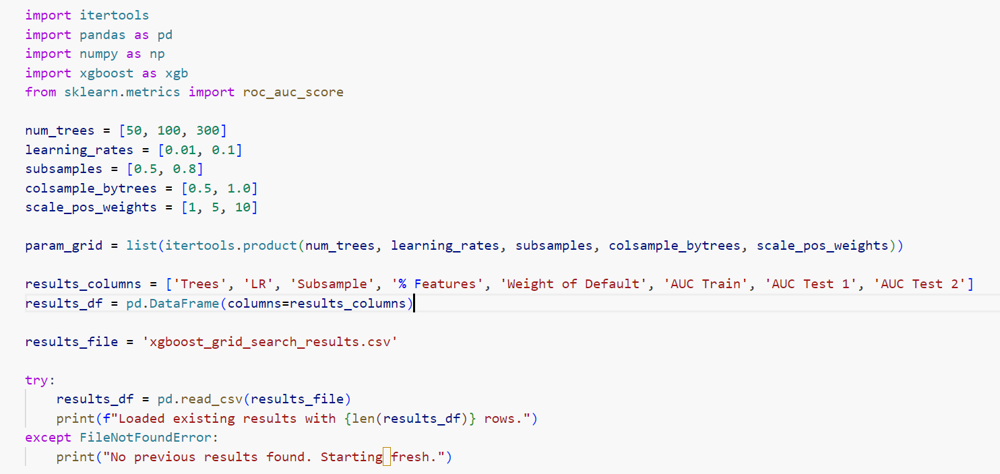 import itertools
import pandas as pd
import numpy as np
import xgboost as xgb
from sklearn.metrics import roc_auc_score
num_trees = [50, 100, 300]
learning_rates = [0.01, 0.1]
subsamples = [0.5, 0.8]
colsample_bytrees = [0.5, 1.0]
scale_pos_weights = [1, 5, 10]
param_grid = list(itertools.product(num_trees, learning_rates, subsamples, colsample_bytrees, scale_pos_weights))
results_columns = ['Trees', 'LR', 'Subsample', '% Features', 'Weight of Default', 'AUC Train', 'AUC Test 1', 'AUC Test 2']
results_df = pd.DataFrame(columns=results_columns)
results_file = 'xgboost_grid_search_results.csv'
try:
    results_df = pd.read_csv(results_file)
    print(f"Loaded existing results with {len(results_df)} rows.")
except FileNotFoundError:
    print("No previous results found. Starting fresh.")